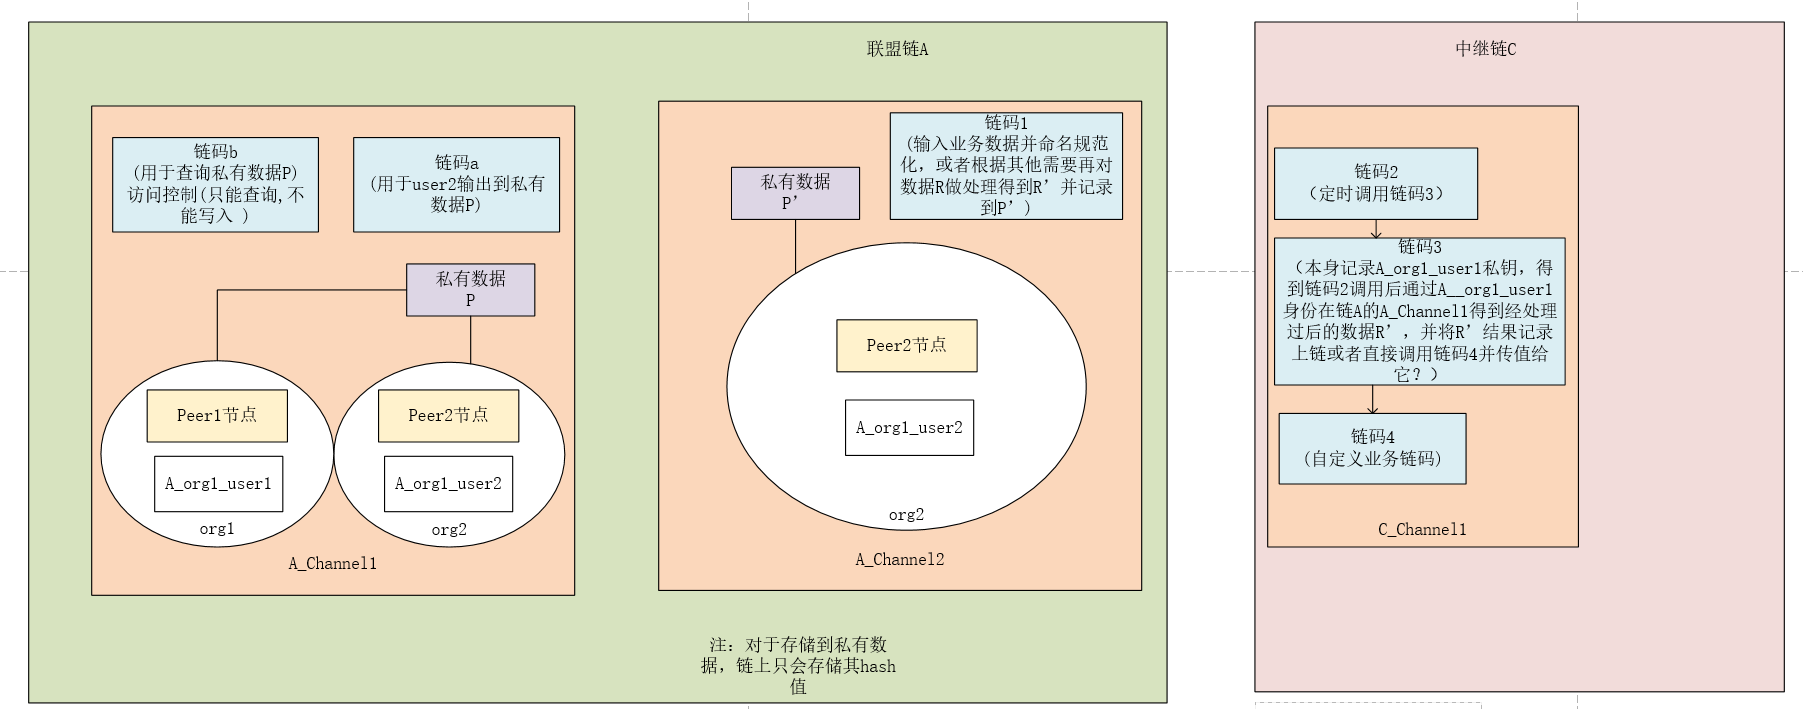 联盟链A
链码b
(用于查询私有数据P)
访问控制(只能查询,不
能写入 )
链码a
(用于user2输出到私有
数据P)
私有数据
P
Peer1节点
A_org1_user1
org1
Peer2节点
A_org1_user2
org2
A_Channel1
私有数据
P’
链码1
(输入业务数据并命名规范
化，或者根据其他需要再对
数据R做处理得到R’并记录
到P’)
Peer2节点
A_org1_user2
org2
A_Channel2
注：对于存储到私有数
据，链上只会存储其hash
值
中继链C
链码2
（定时调用链码3）
链码3
（本身记录A_org1_user1私钥，得
到链码2调用后通过A__org1_user1
身份在链A的A_Channel1得到经处理
过后的数据R’，并将R’结果记录
上链或者直接调用链码4并传值给
它？）
链码4
(自定义业务链码)
C_Channel1